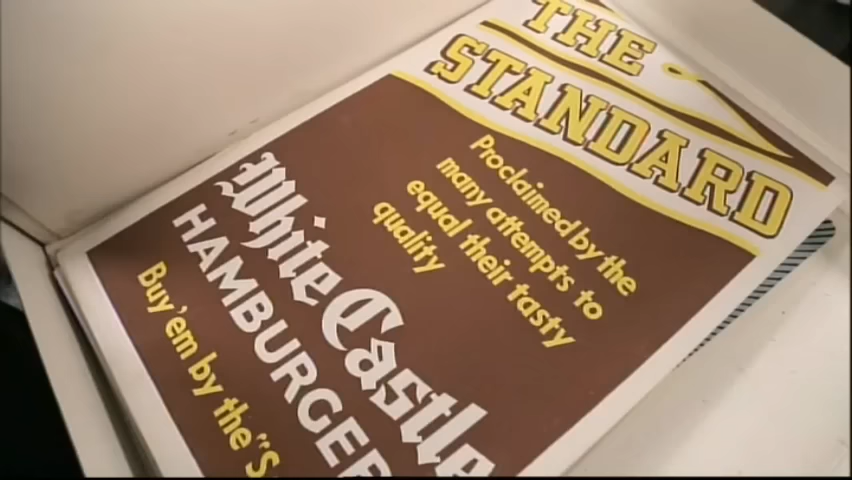 THE
STANDARD
Proclaimed by the
many attempts to
equal their tasty
quality
White Castle
HAMBURGER
Buy'em by the "S